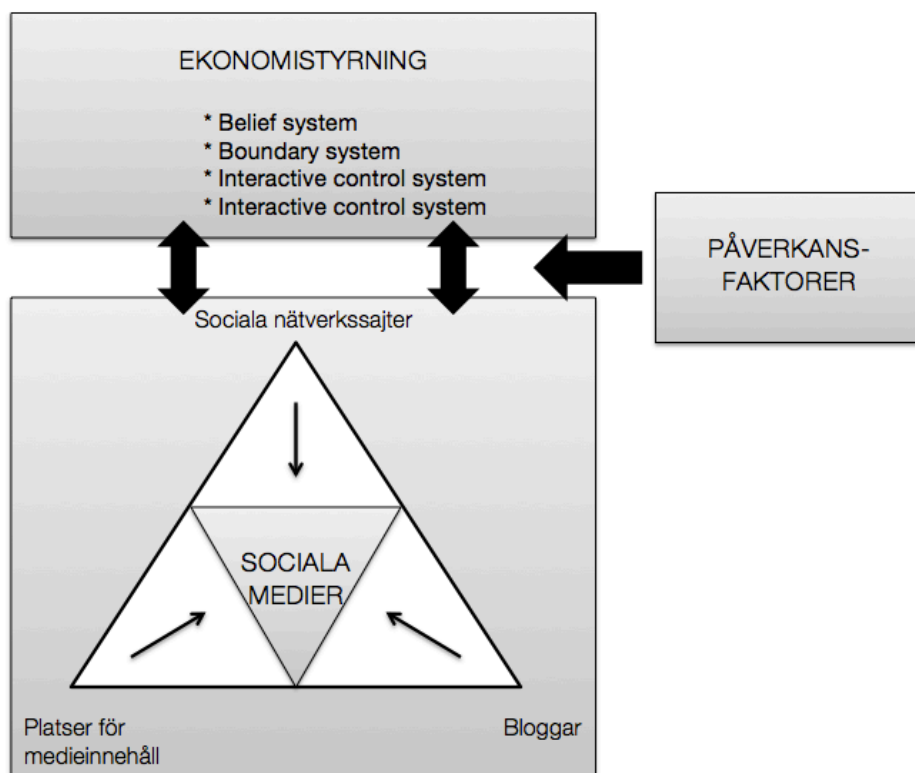 EKONOMISTYRNING
* Belief system
* Boundary system
* Interactive control system
* Interactive control system
PÅVERKANS-
FAKTORER
Sociala nätverkssajter
SOCIALA
MEDIER
Platser för
medieinnehåll
Bloggar